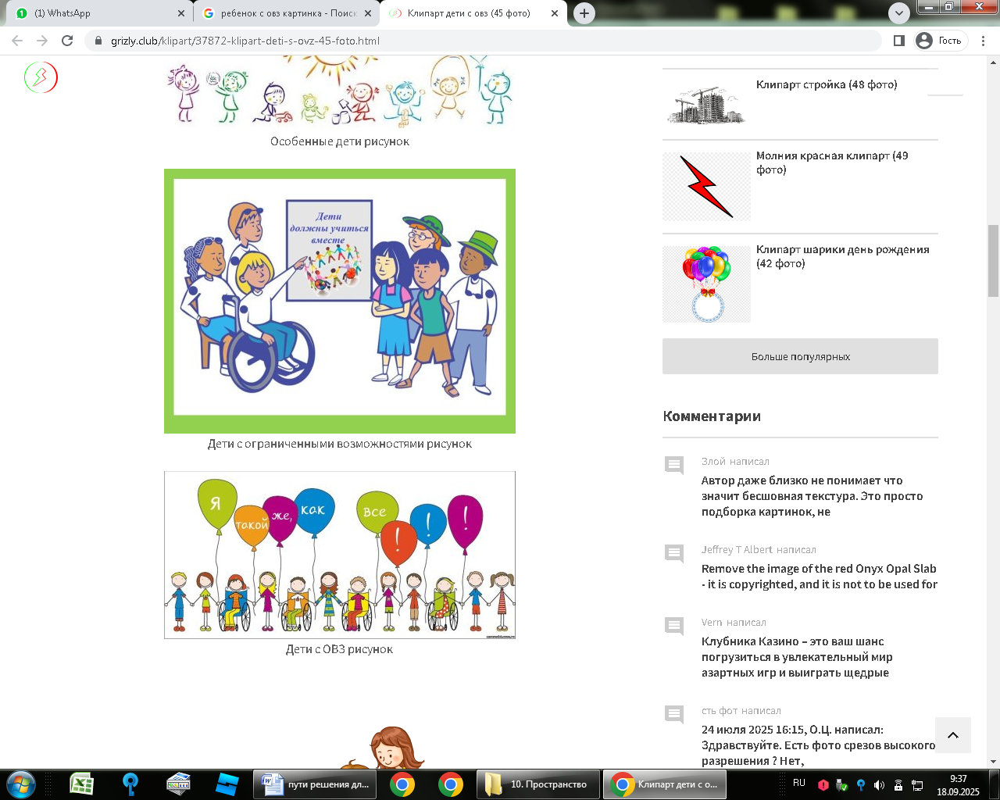 (1) WhatsApp
ребенок с овз картинка - Поиск
Клипарт дети с овз (45 фото)
grizly.club/klipart/37872-klipart-deti-s-ovz-45-foto.html
Гость
Особенные дети рисунок
Дети
должны учиться
вместе
Дети с ограниченными возможностями рисунок
Я
такой
же,
как
все
!
!
!
Дети с ОВЗ рисунок
Клипарт стройка (48 фото)
Молния красная клипарт (49
фото)
Клипарт шарики день рождения
(42 фото)
Больше популярных
Комментарии
Злой написал
Автор даже близко не понимает что
значит бесшовная текстура. Это просто
подборка картинок, не
Jeffrey T Albert написал
Remove the image of the red Onyx Opal Slab
- it is copyrighted, and it is not to be used for
Vern написал
Клубника Казино – это ваш шанс
погрузиться в увлекательный мир
азартных игр и выиграть щедрые
сть фот написал
24 июля 2025 16:15, О.Ц. написал:
Здравствуйте. Есть фото срезов высокого
разрешения ? Нет,
пути решения дл...
10. Пространство
Клипарт дети с о...
RU
9:37
18.09.2025